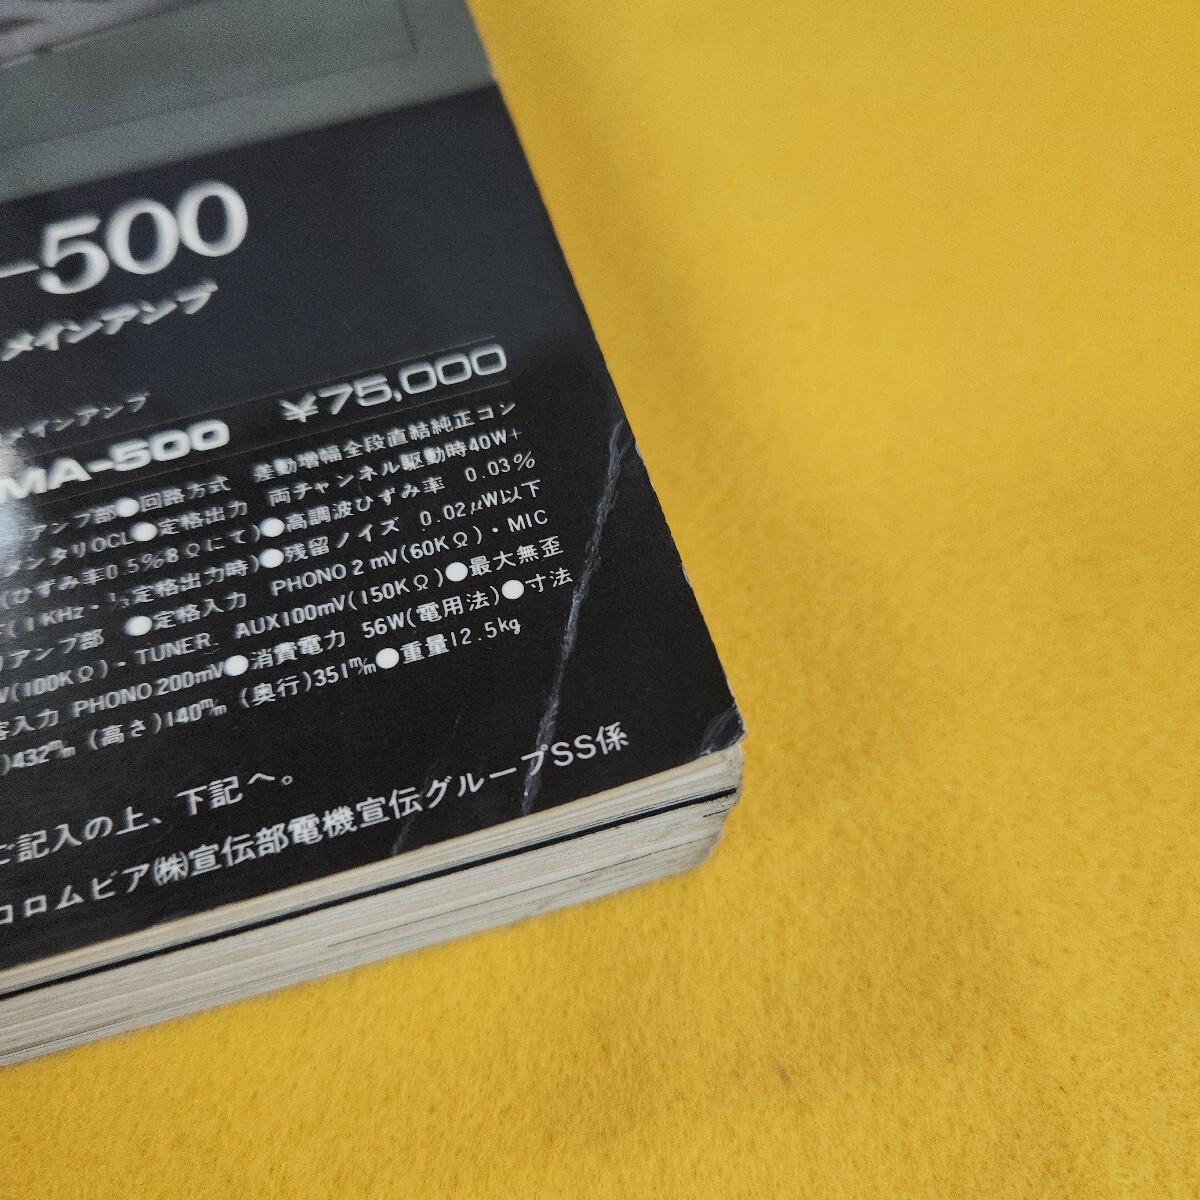 -500
メインアンプ
メインアンプ
MA-500 ¥75,000
アンプ部●回路方式 差動増幅全段直結純正コン
ンタリOCL●定格出力 両チャンネル駆動時40W+
(ひずみ率0.5%8Ωにて)●高調波ひずみ率 0.03%
(1KHz・½定格出力時)●残留ノイズ 0.02μW以下
アンプ部 ●定格入力 PHONO 2mV(60KΩ)・MIC
V(100KΩ)・TUNER. AUX100mV(150KΩ)●最大無歪
容入力 PHONO 200mV●消費電力 56W(電用法)●寸法
)432㎜ (高さ)140㎜ (奥行)351㎜●重量12.5kg
ご記入の上、下記へ。
コロムビア㈱宣伝部電機宣伝グループSS係